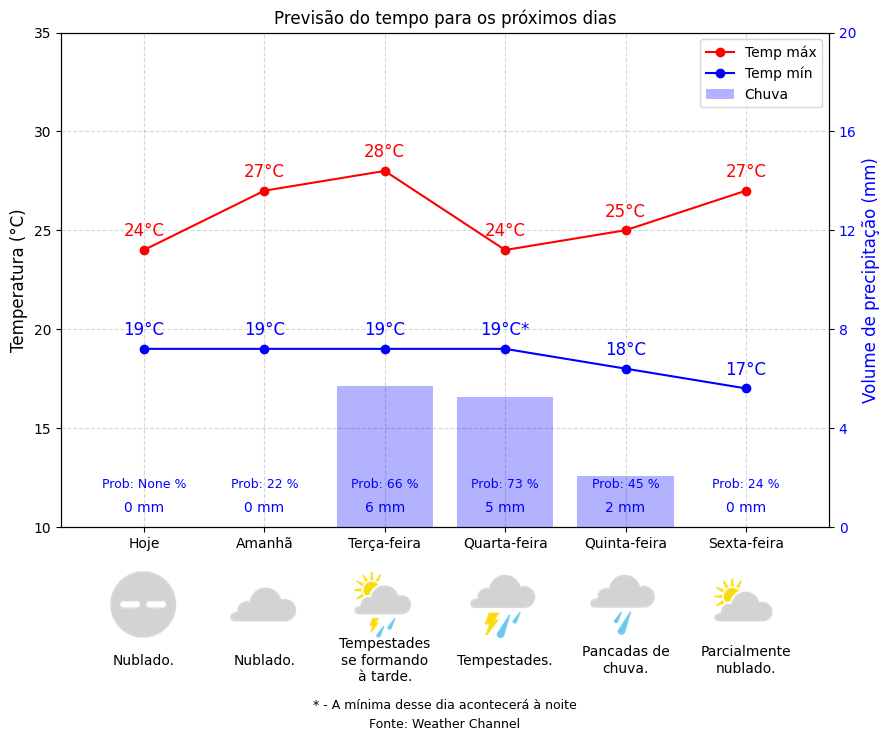 Previsão do tempo para os próximos dias
35
30
25
20
15
10
Temperatura (°C)
20
16
12
8
4
0
Volume de precipitação (mm)
Temp máx
Temp mín
Chuva
24°C
27°C
28°C
24°C
25°C
27°C
19°C
19°C
19°C
19°C*
18°C
17°C
Prob: None %
Prob: 22 %
Prob: 66 %
Prob: 73 %
Prob: 45 %
Prob: 24 %
0 mm
0 mm
6 mm
5 mm
2 mm
0 mm
Hoje
Amanhã
Terça-feira
Quarta-feira
Quinta-feira
Sexta-feira
Nublado.
Nublado.
Tempestades
se formando
à tarde.
Tempestades.
Pancadas de
chuva.
Parcialmente
nublado.
* - A mínima desse dia acontecerá à noite
Fonte: Weather Channel